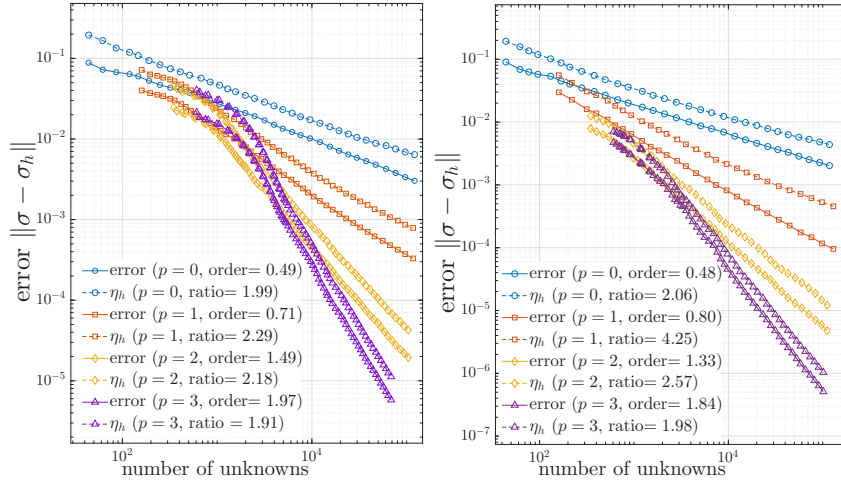 10^{-1}
10^{-2}
10^{-3}
10^{-4}
10^{-5}
error ‖σ − σ_h‖
error (p = 0, order= 0.49)
η_h (p = 0, ratio= 1.99)
error (p = 1, order= 0.71)
η_h (p = 1, ratio= 2.29)
error (p = 2, order= 1.49)
η_h (p = 2, ratio= 2.18)
error (p = 3, order= 1.97)
η_h (p = 3, ratio = 1.91)
10^2
10^4
number of unknowns
10^{-1}
10^{-2}
10^{-3}
10^{-4}
10^{-5}
10^{-6}
10^{-7}
error ‖σ − σ_h‖
error (p = 0, order= 0.48)
η_h (p = 0, ratio= 2.06)
error (p = 1, order= 0.80)
η_h (p = 1, ratio= 4.25)
error (p = 2, order= 1.33)
η_h (p = 2, ratio= 2.57)
error (p = 3, order= 1.84)
η_h (p = 3, ratio= 1.98)
10^2
10^4
number of unknowns